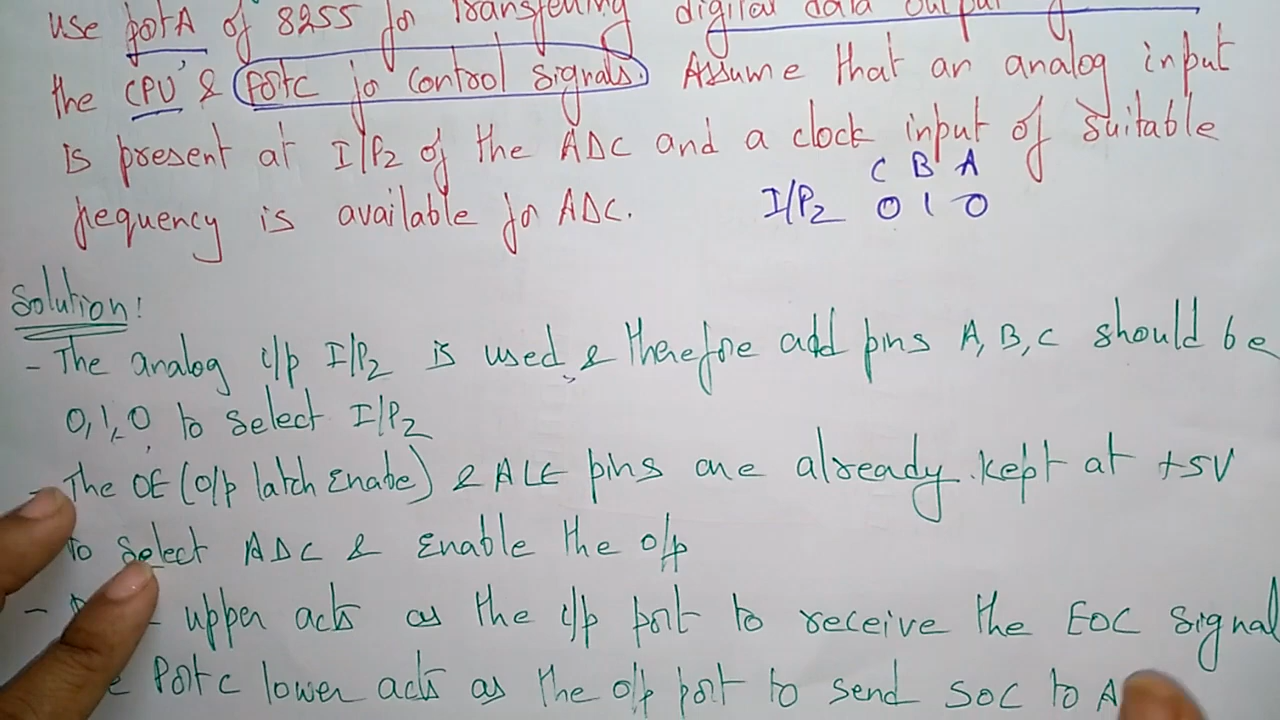 use portA of 8255 for transferring digital data output
the CPU & Portc for control signals. Assume that an analog input
is present at I/P2 of the ADC and a clock input of suitable
C B A
frequency is available for ADC. I/P2 0 1 0
Solution:
- The analog i/p I/P2 is used & therefore add pins A, B, C should be
0, 1, 0 to select I/P2
- The OE (o/p latch Enabe) & ALE pins are already kept at +5V
To select ADC & Enable the o/p
- upper acts as the i/p port to receive the EOC signal
Portc lower acts as the o/p port to send SOC to